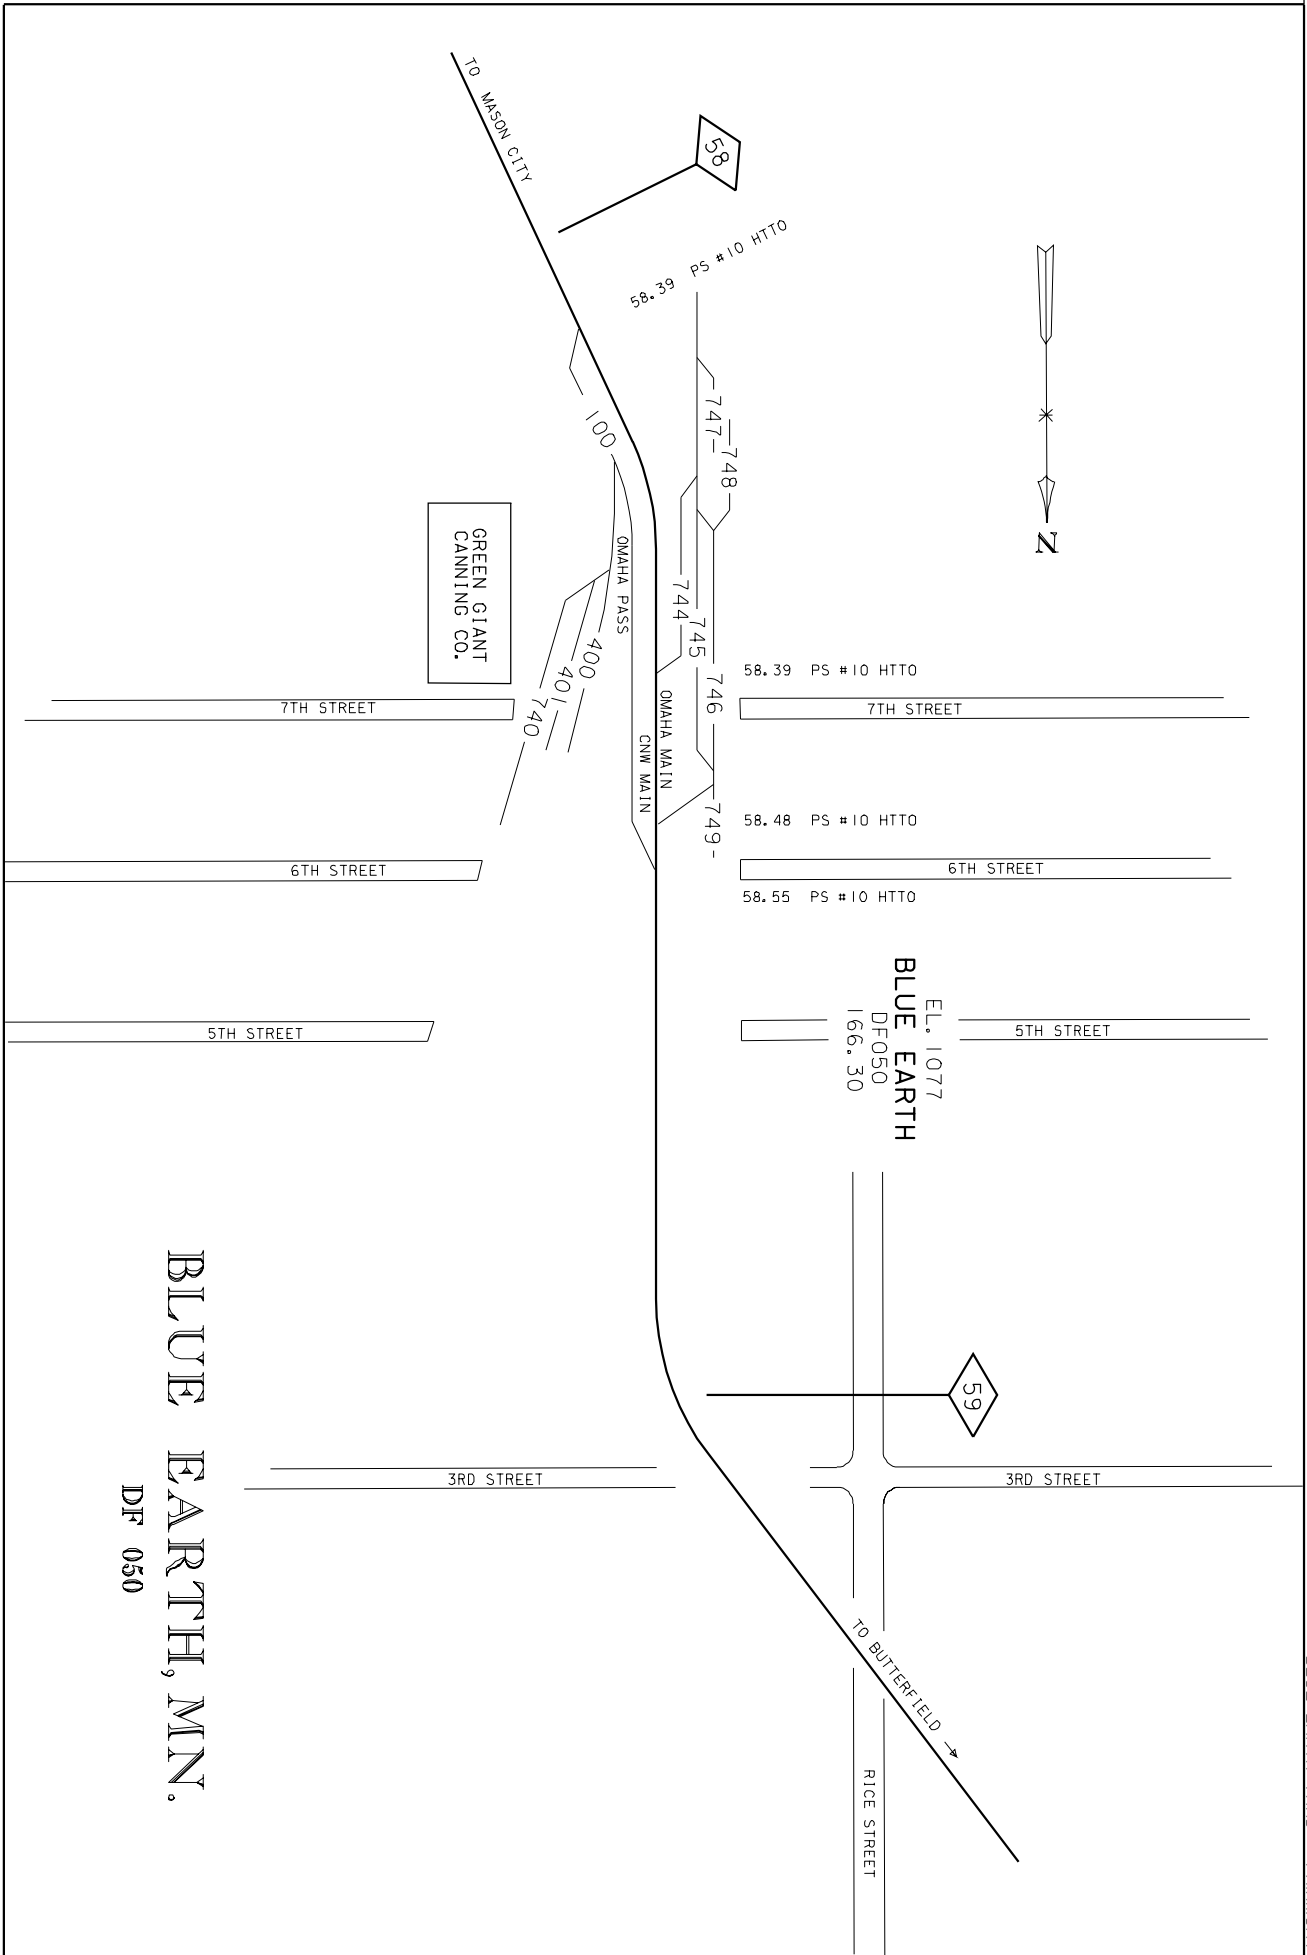 TO MASON CITY
58
58.39 PS #10 HTTO
N
100
747
748
GREEN GIANT
CANNING CO.
OMAHA PASS
744
745
746
400
401
740
58.39 PS #10 HTTO
7TH STREET
7TH STREET
OMAHA MAIN
CNW MAIN
749
58.48 PS #10 HTTO
6TH STREET
6TH STREET
58.55 PS #10 HTTO
EL. 1077
BLUE EARTH
DF050
166.30
5TH STREET
5TH STREET
59
3RD STREET
3RD STREET
TO BUTTERFIELD
RICE STREET
BLUE EARTH, MN.
DF 050